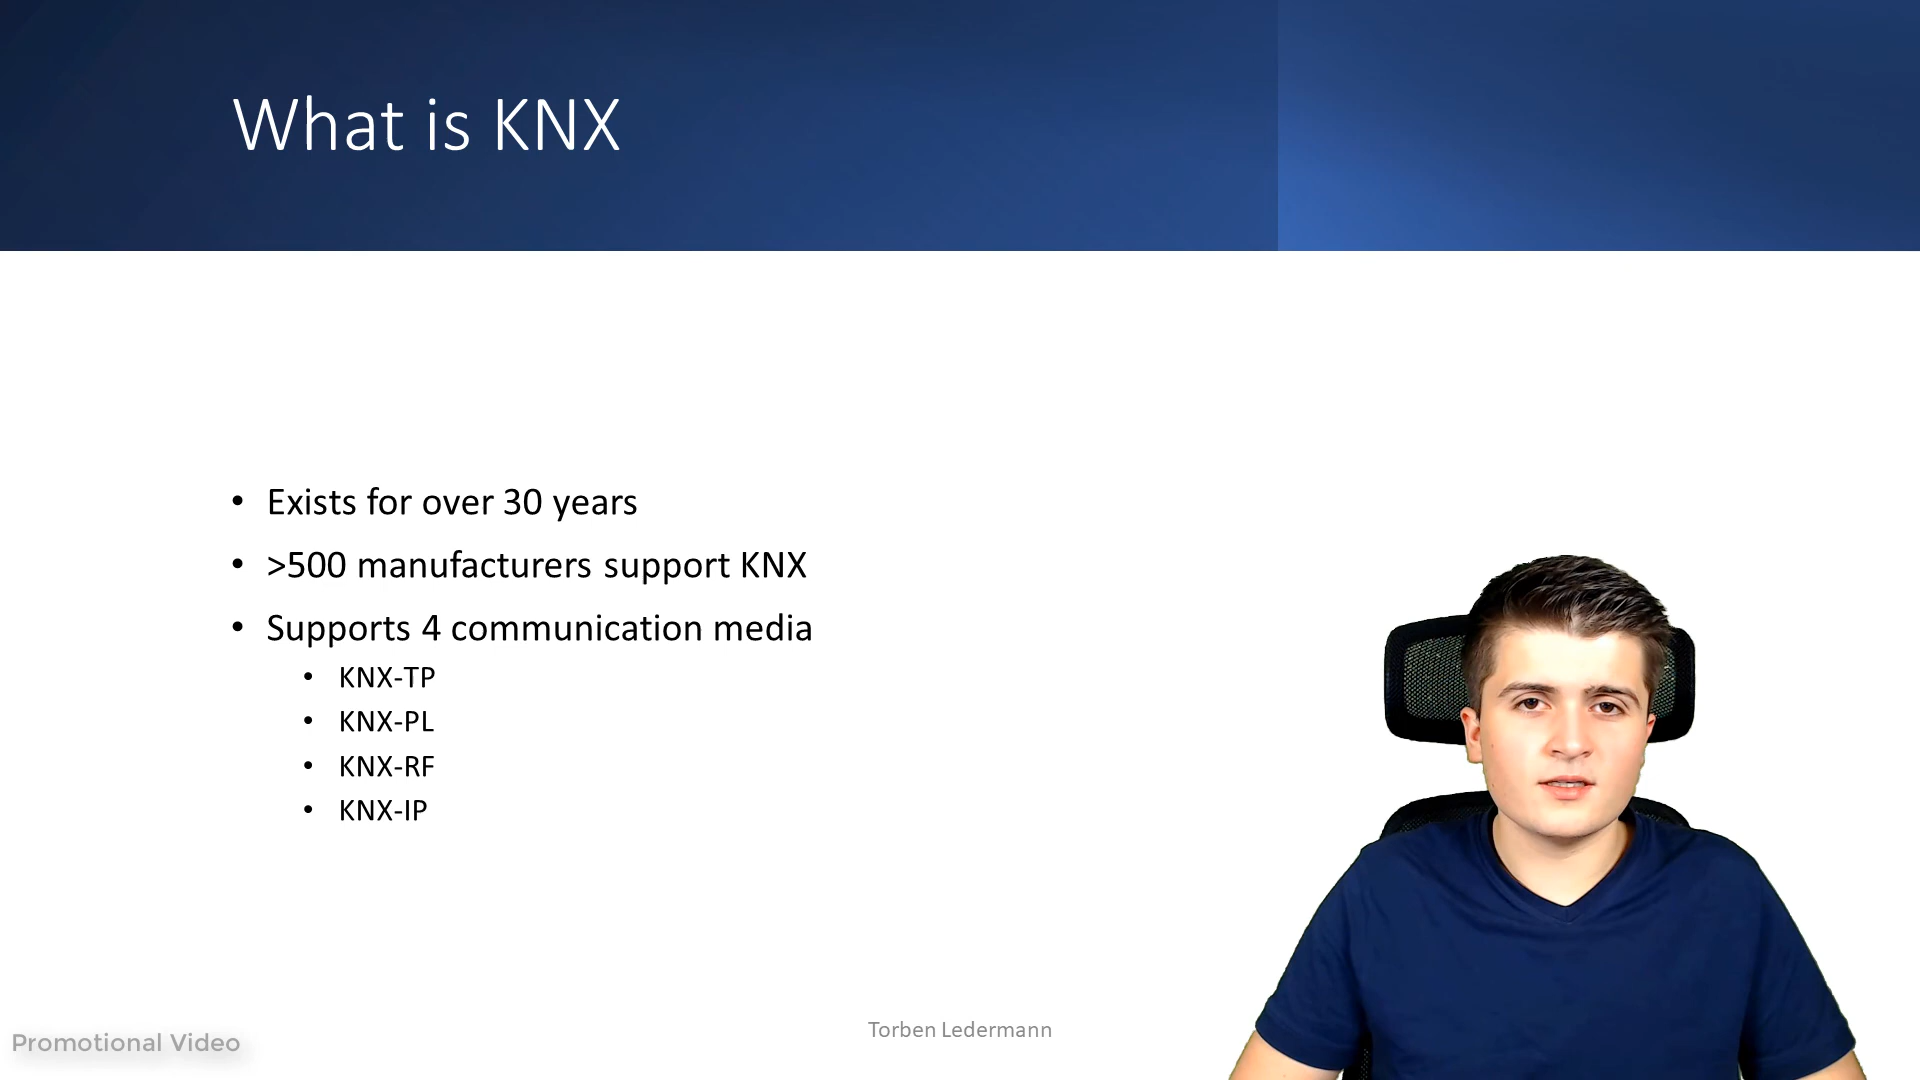 What is KNX
• Exists for over 30 years
• >500 manufacturers support KNX
• Supports 4 communication media
• KNX-TP
• KNX-PL
• KNX-RF
• KNX-IP
Torben Ledermann
Promotional Video